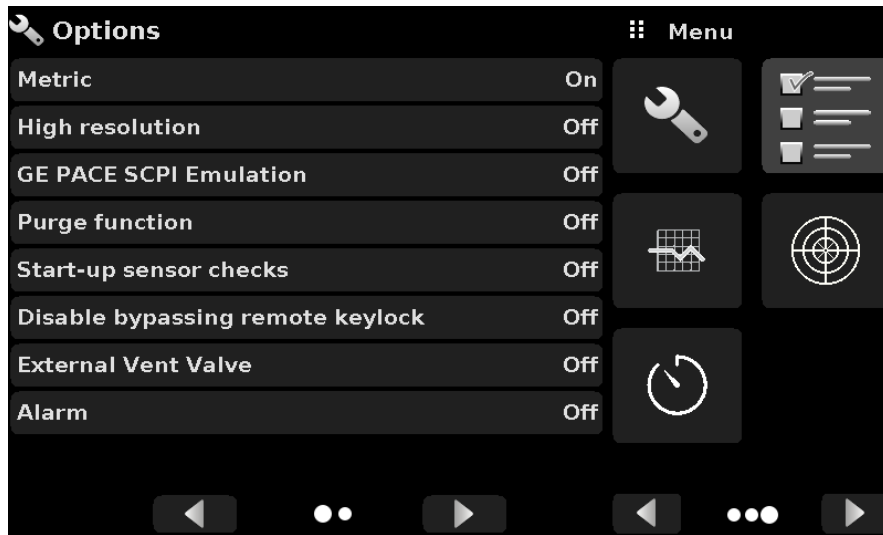 Options
Menu
Metric On
High resolution Off
GE PACE SCPI Emulation Off
Purge function Off
Start-up sensor checks Off
Disable bypassing remote keylock Off
External Vent Valve Off
Alarm Off